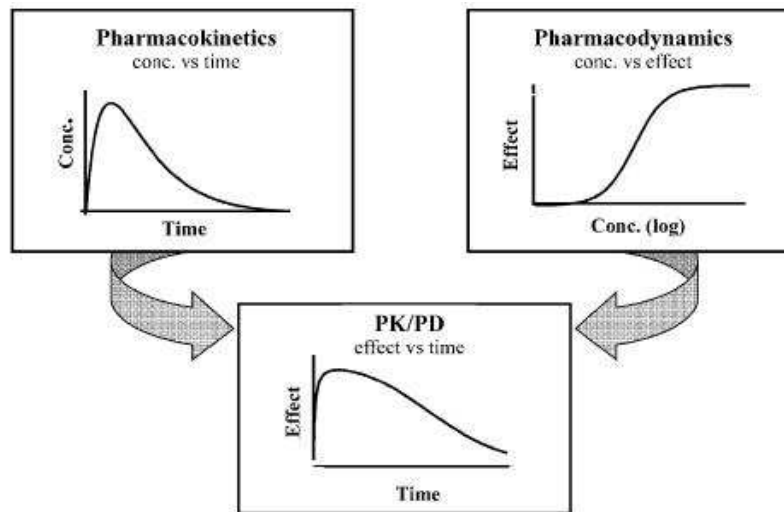 Pharmacokinetics
conc. vs time
Conc.
Time
Pharmacodynamics
conc. vs effect
Effect
Conc. (log)
PK/PD
effect vs time
Effect
Time